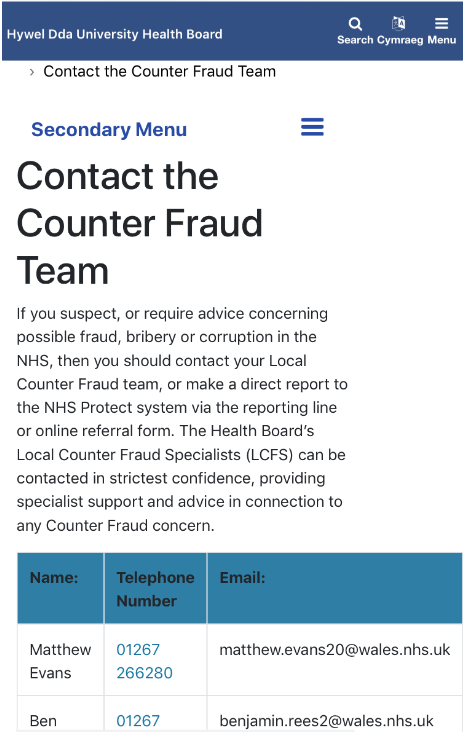 Hywel Dda University Health Board
Search Cymraeg Menu
› Contact the Counter Fraud Team
Secondary Menu
Contact the
Counter Fraud
Team
If you suspect, or require advice concerning
possible fraud, bribery or corruption in the
NHS, then you should contact your Local
Counter Fraud team, or make a direct report to
the NHS Protect system via the reporting line
or online referral form. The Health Board’s
Local Counter Fraud Specialists (LCFS) can be
contacted in strictest confidence, providing
specialist support and advice in connection to
any Counter Fraud concern.
Name: Telephone Email:
Number
Matthew 01267 matthew.evans20@wales.nhs.uk
Evans 266280
Ben 01267 benjamin.rees2@wales.nhs.uk